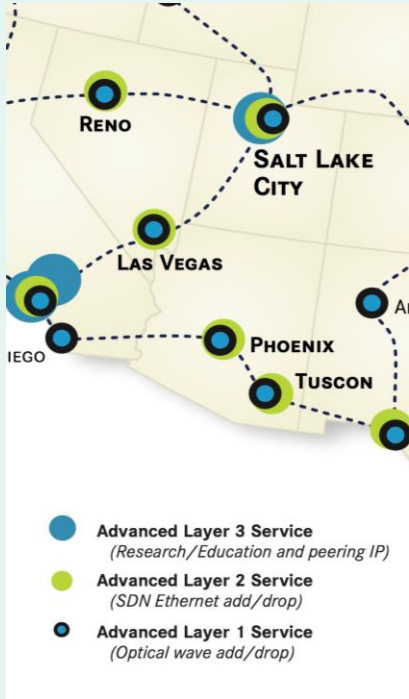 RENO
SALT LAKE
CITY
LAS VEGAS
IEGO
PHOENIX
TUSCON
Advanced Layer 3 Service
(Research/Education and peering IP)
Advanced Layer 2 Service
(SDN Ethernet add/drop)
Advanced Layer 1 Service
(Optical wave add/drop)